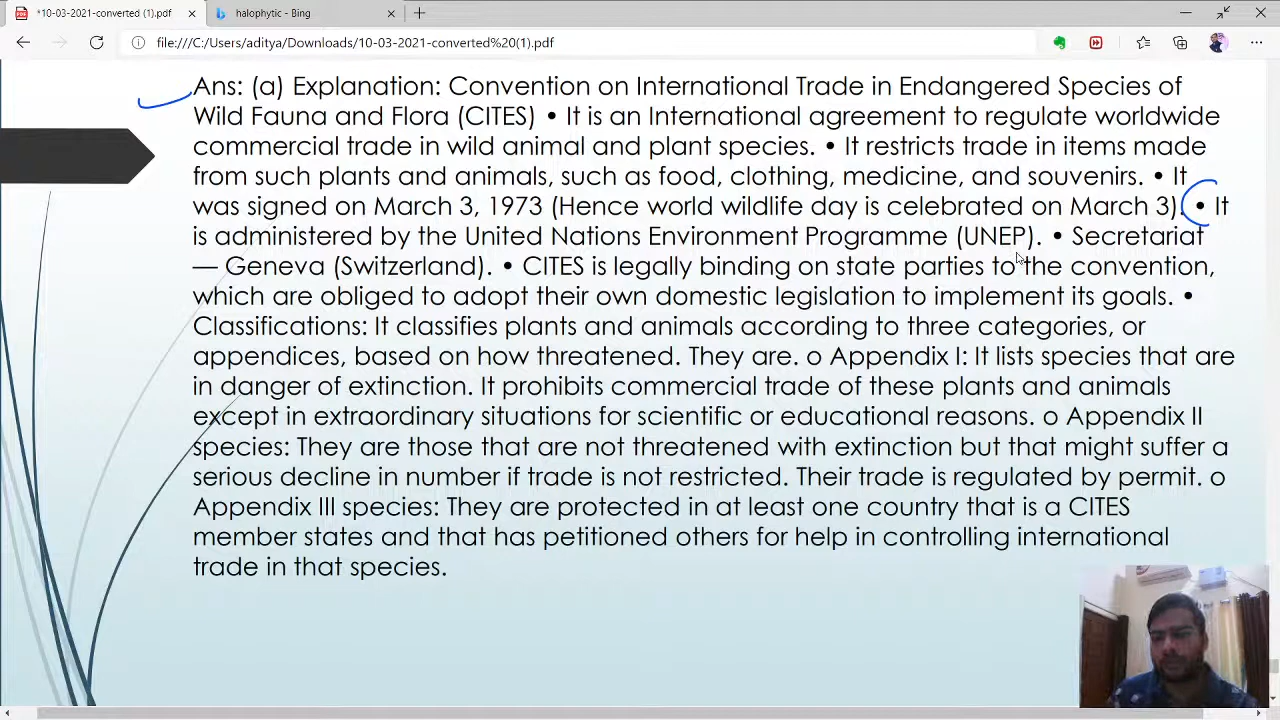 *10-03-2021-converted (1).pdf
halophytic - Bing
file:///C:/Users/aditya/Downloads/10-03-2021-converted%20(1).pdf
Ans: (a) Explanation: Convention on International Trade in Endangered Species of
Wild Fauna and Flora (CITES) • It is an International agreement to regulate worldwide
commercial trade in wild animal and plant species. • It restricts trade in items made
from such plants and animals, such as food, clothing, medicine, and souvenirs. • It
was signed on March 3, 1973 (Hence world wildlife day is celebrated on March 3). • It
is administered by the United Nations Environment Programme (UNEP). • Secretariat
— Geneva (Switzerland). • CITES is legally binding on state parties to the convention,
which are obliged to adopt their own domestic legislation to implement its goals. •
Classifications: It classifies plants and animals according to three categories, or
appendices, based on how threatened. They are. o Appendix I: It lists species that are
in danger of extinction. It prohibits commercial trade of these plants and animals
except in extraordinary situations for scientific or educational reasons. o Appendix II
species: They are those that are not threatened with extinction but that might suffer a
serious decline in number if trade is not restricted. Their trade is regulated by permit. o
Appendix III species: They are protected in at least one country that is a CITES
member states and that has petitioned others for help in controlling international
trade in that species.